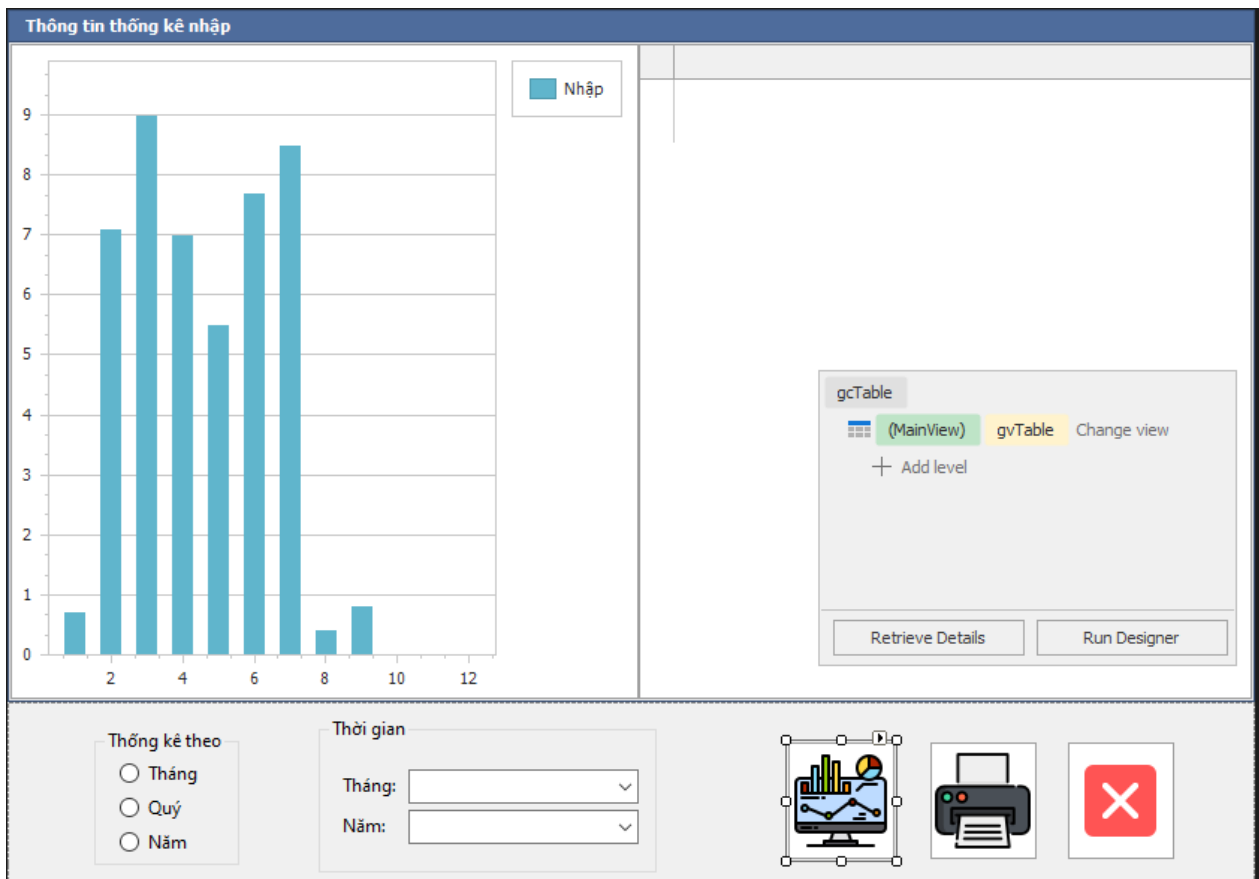 Thông tin thống kê nhập
Nhập
9
8
7
6
5
4
3
2
1
0
2 4 6 8 10 12
gcTable
(MainView) gvTable Change view
Add level
Retrieve Details Run Designer
Thống kê theo
Tháng
Quý
Năm
Thời gian
Tháng:
Năm: